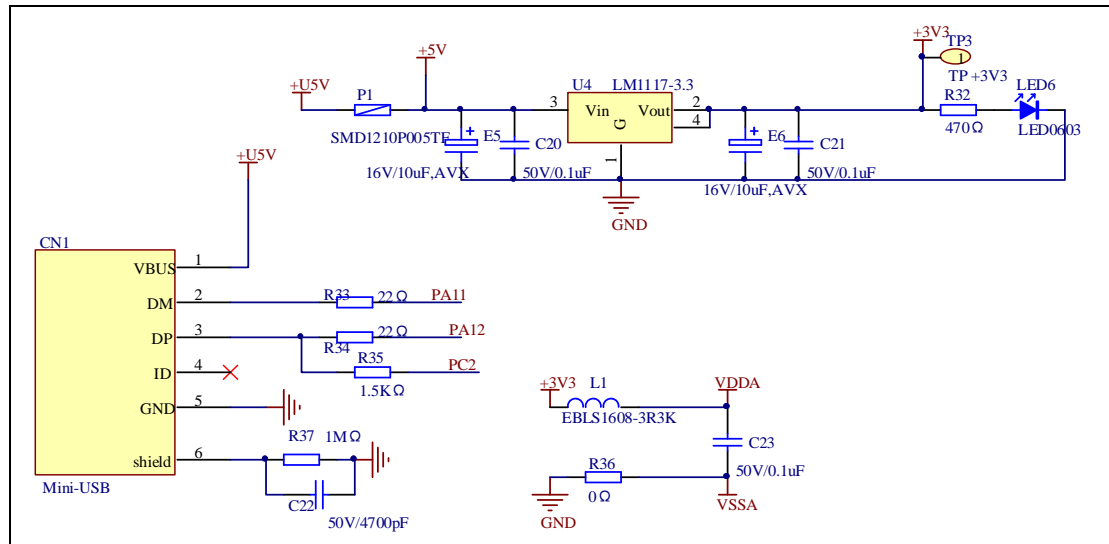 +3V3
TP3
1
TP +3V3
+5V
+U5V
P1
SMD1210P005TF
U4
LM1117-3.3
3
Vin
Vout
G
2
4
1
E5
16V/10uF,AVX
C20
50V/0.1uF
E6
16V/10uF,AVX
C21
50V/0.1uF
R32
470Ω
LED6
LED0603
GND
+U5V
CN1
VBUS
1
DM
2
R33
22Ω
PA11
DP
3
22Ω
PA12
R34
ID
4
R35
PC2
1.5KΩ
GND
5
shield
6
R37
1MΩ
C22
50V/4700pF
Mini-USB
+3V3
L1
VDDA
EBLS1608-3R3K
C23
50V/0.1uF
R36
0Ω
GND
VSSA